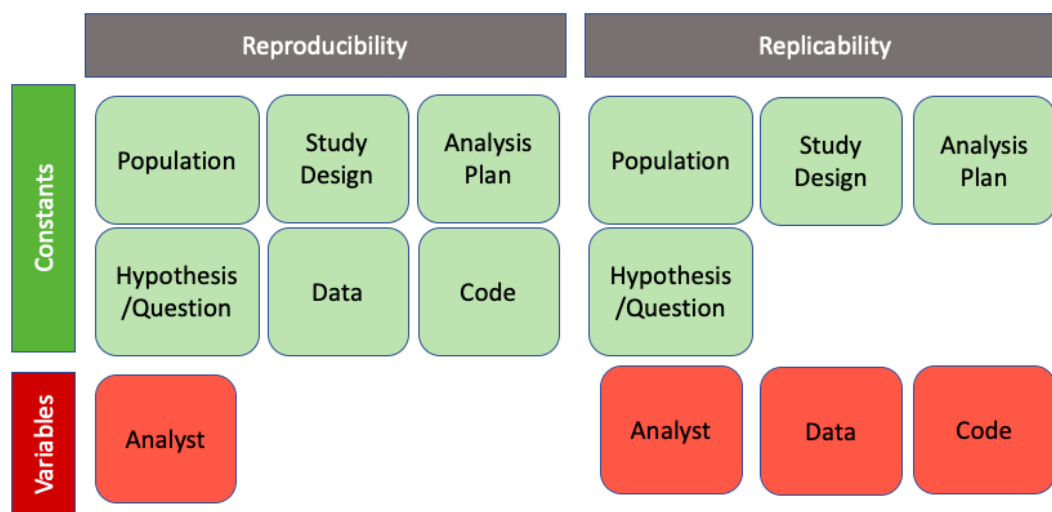 Reproducibility
Replicability
Constants
Population
Study
Design
Analysis
Plan
Population
Study
Design
Analysis
Plan
Hypothesis
/Question
Data
Code
Hypothesis
/Question
Variables
Analyst
Analyst
Data
Code